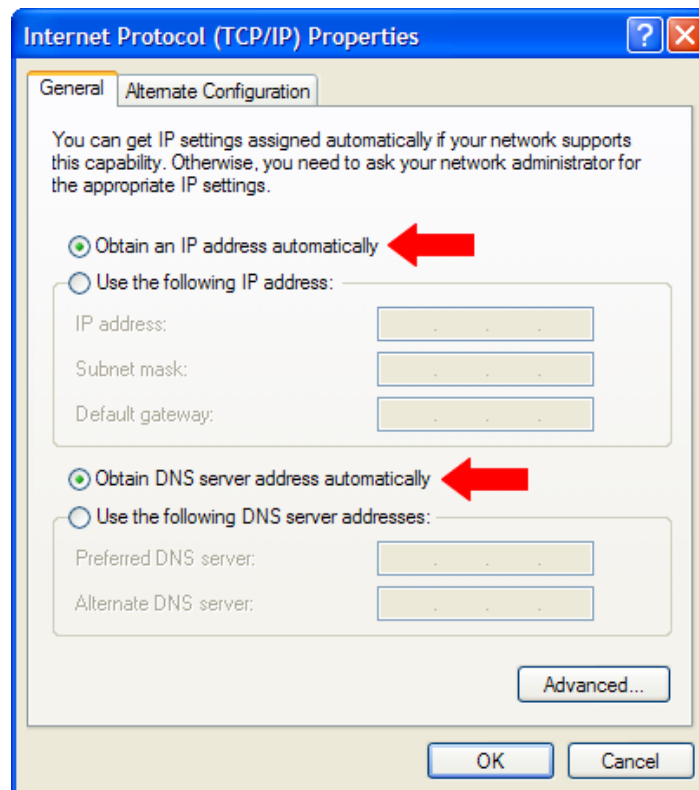 Internet Protocol (TCP/IP) Properties
General
Alternate Configuration
You can get IP settings assigned automatically if your network supports
this capability. Otherwise, you need to ask your network administrator for
the appropriate IP settings.
Obtain an IP address automatically
Use the following IP address:
IP address:
Subnet mask:
Default gateway:
Obtain DNS server address automatically
Use the following DNS server addresses:
Preferred DNS server:
Alternate DNS server:
Advanced...
OK
Cancel